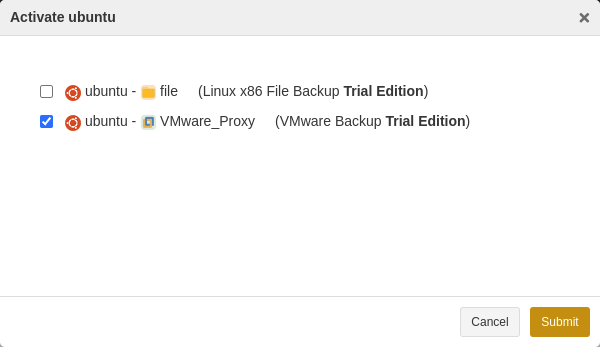 Activate ubuntu
ubuntu - file (Linux x86 File Backup Trial Edition)
ubuntu - VMware_Proxy (VMware Backup Trial Edition)
Cancel Submit